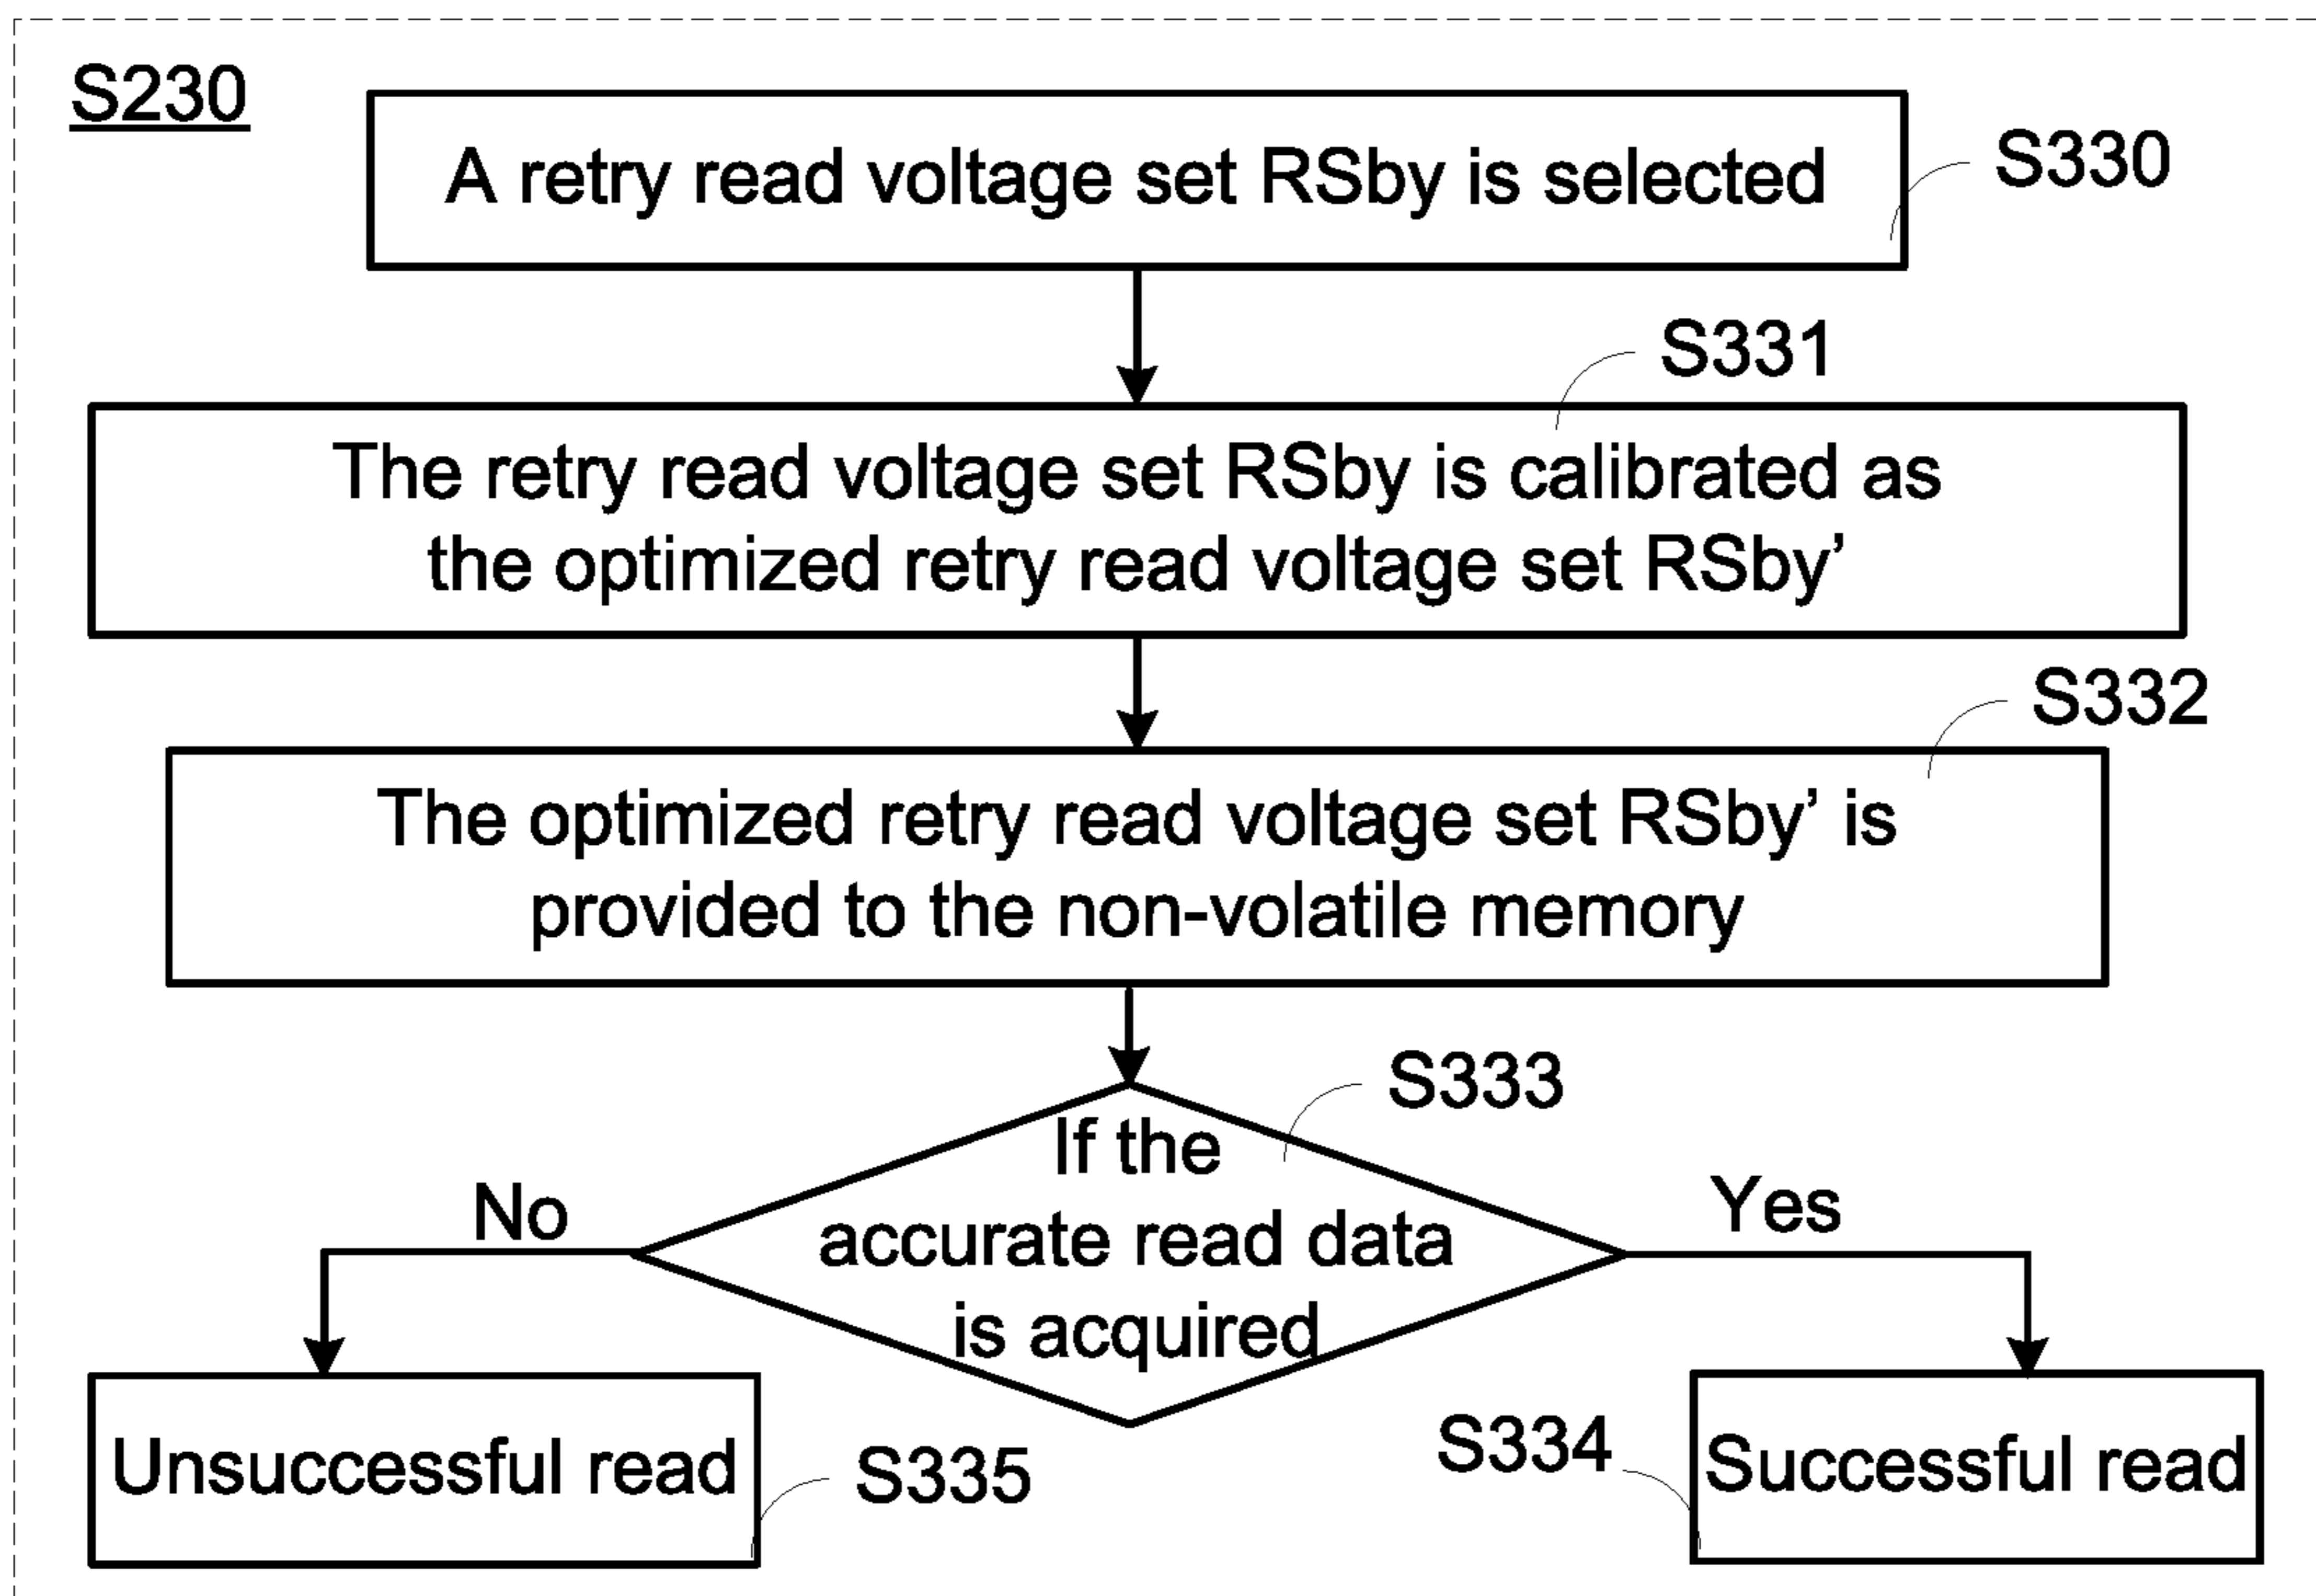 S230
A retry read voltage set RSby is selected
S330
S331
The retry read voltage set RSby is calibrated as
the optimized retry read voltage set RSby’
S332
The optimized retry read voltage set RSby’ is
provided to the non-volatile memory
S333
If the
accurate read data
is acquired
No
Yes
Unsuccessful read
S335
S334
Successful read